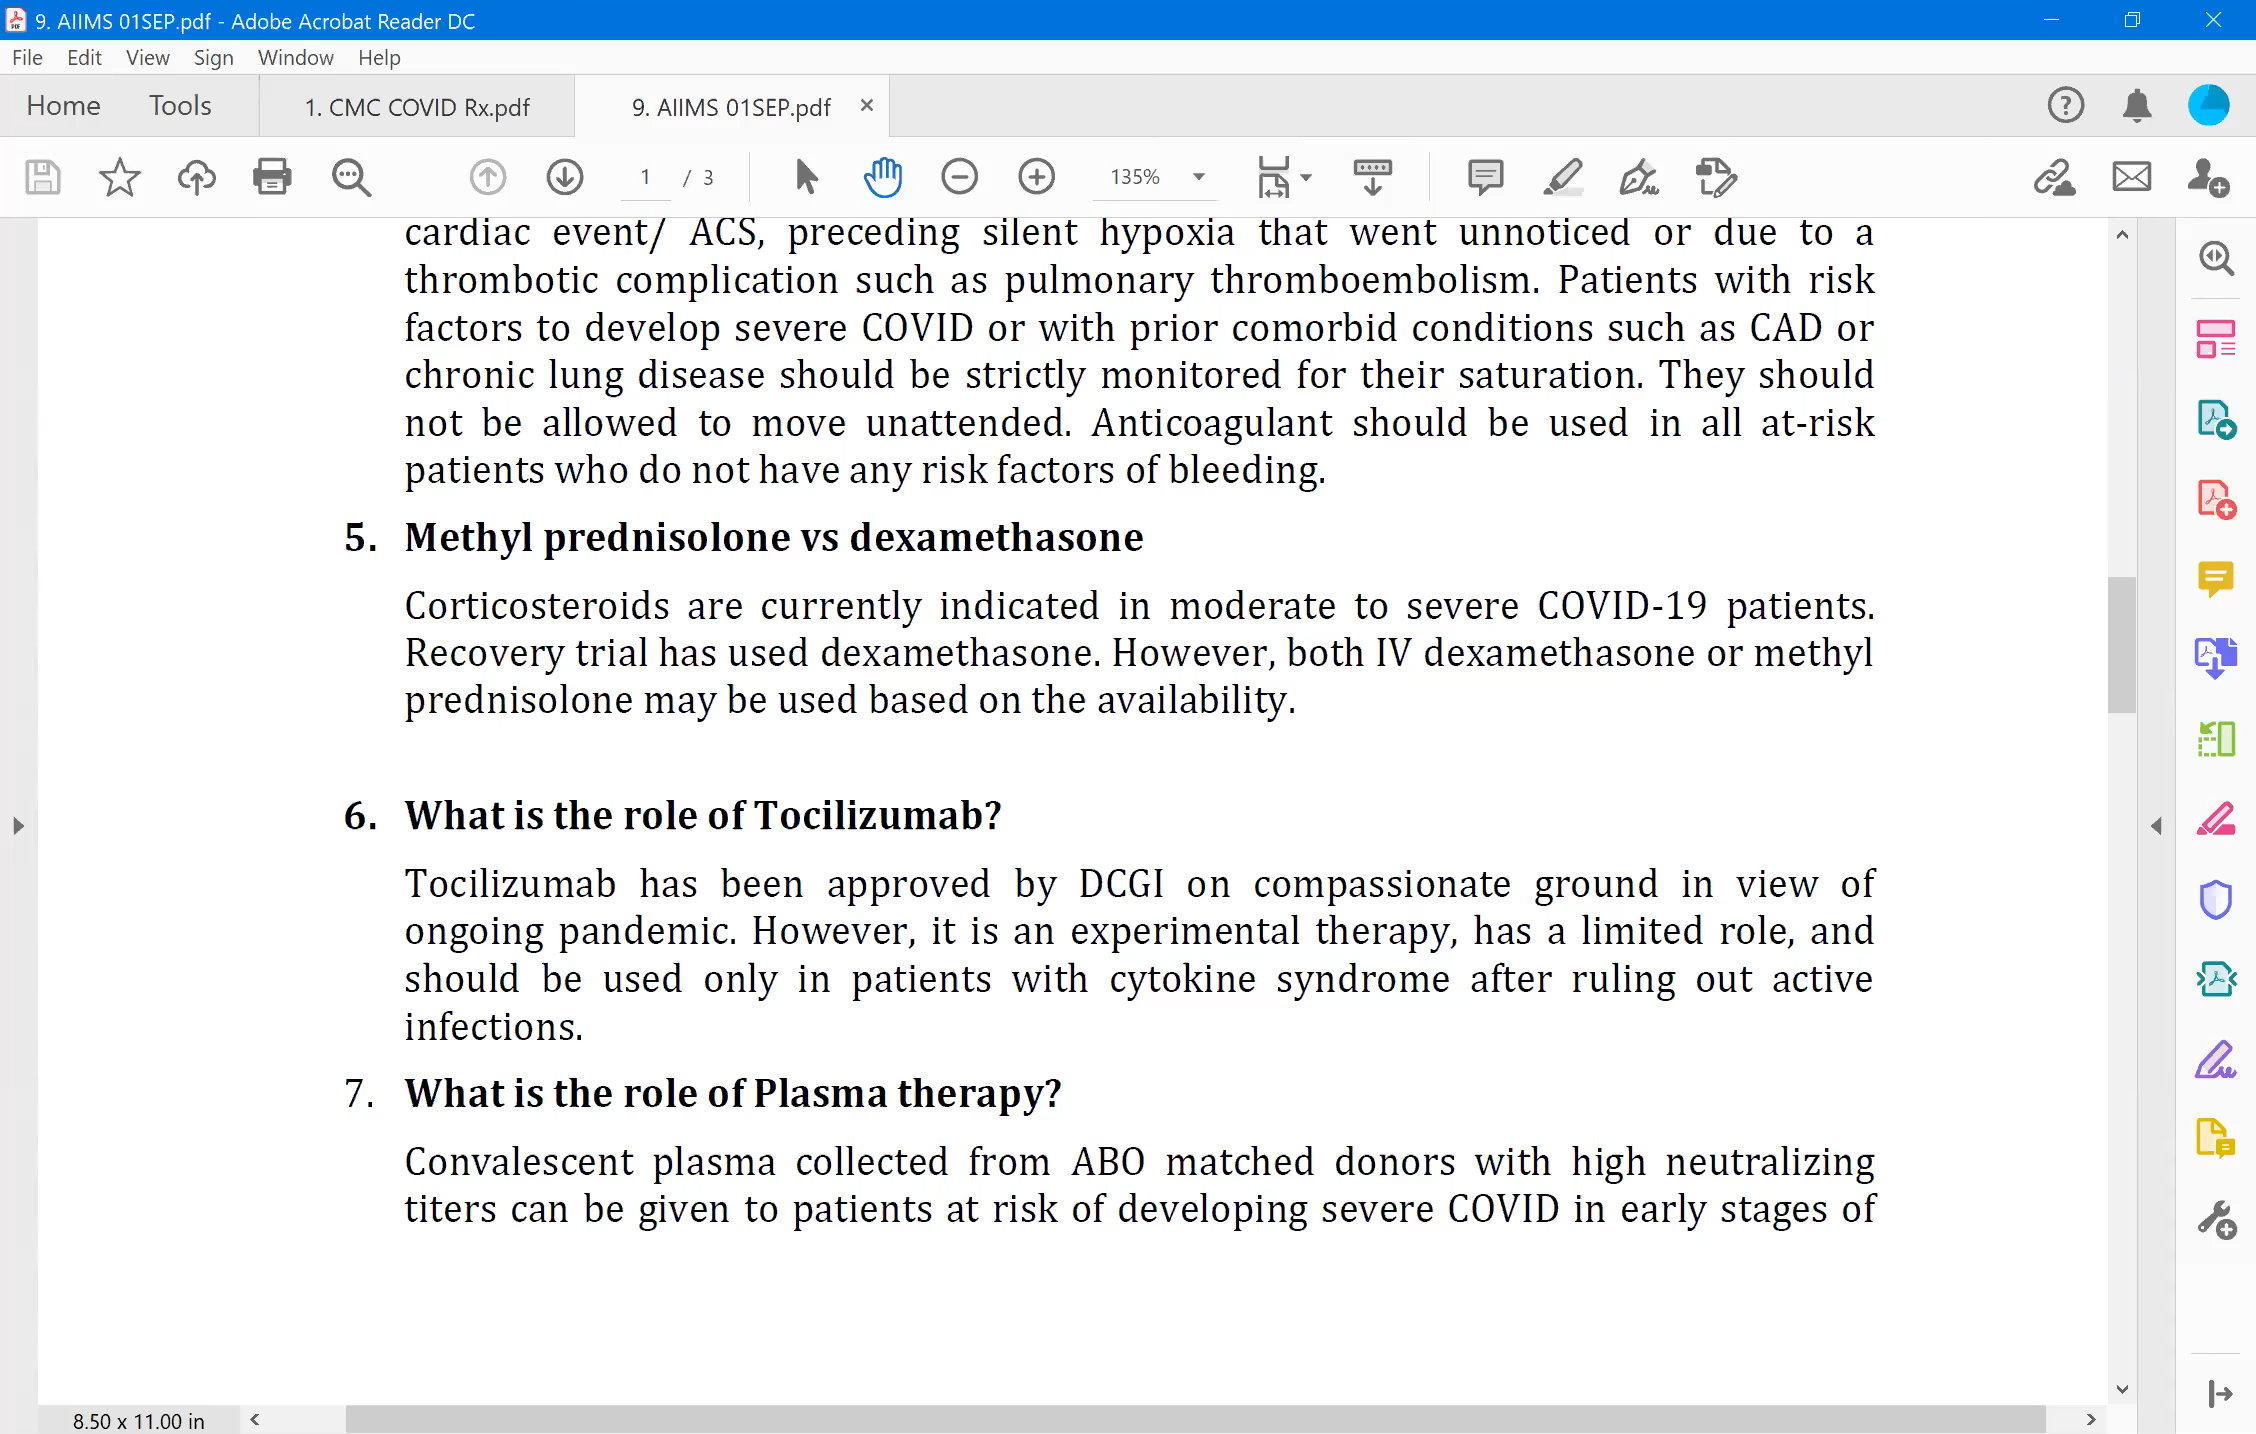 9. AIIMS 01SEP.pdf - Adobe Acrobat Reader DC
File Edit View Sign Window Help
Home Tools 1. CMC COVID Rx.pdf 9. AIIMS 01SEP.pdf ×
1 / 3 135%
cardiac event/ ACS, preceding silent hypoxia that went unnoticed or due to a
thrombotic complication such as pulmonary thromboembolism. Patients with risk
factors to develop severe COVID or with prior comorbid conditions such as CAD or
chronic lung disease should be strictly monitored for their saturation. They should
not be allowed to move unattended. Anticoagulant should be used in all at-risk
patients who do not have any risk factors of bleeding.
5. Methyl prednisolone vs dexamethasone
Corticosteroids are currently indicated in moderate to severe COVID-19 patients.
Recovery trial has used dexamethasone. However, both IV dexamethasone or methyl
prednisolone may be used based on the availability.
6. What is the role of Tocilizumab?
Tocilizumab has been approved by DCGI on compassionate ground in view of
ongoing pandemic. However, it is an experimental therapy, has a limited role, and
should be used only in patients with cytokine syndrome after ruling out active
infections.
7. What is the role of Plasma therapy?
Convalescent plasma collected from ABO matched donors with high neutralizing
titers can be given to patients at risk of developing severe COVID in early stages of
8.50 x 11.00 in